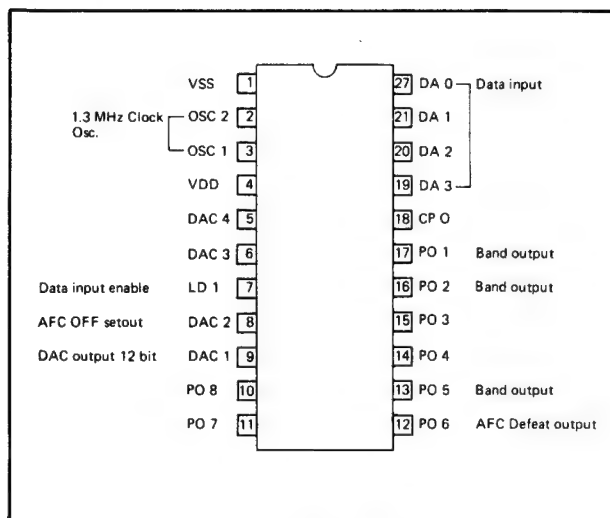 VSS 1 27 DA 0 Data input
1.3 MHz Clock Osc. OSC 2 2 21 DA 1
OSC 1 3 20 DA 2
VDD 4 19 DA 3
DAC 4 5 18 CP O
DAC 3 6 17 PO 1 Band output
Data input enable LD 1 7 16 PO 2 Band output
AFC OFF setout DAC 2 8 15 PO 3
DAC output 12 bit DAC 1 9 14 PO 4
PO 8 10 13 PO 5 Band output
PO 7 11 12 PO 6 AFC Defeat output